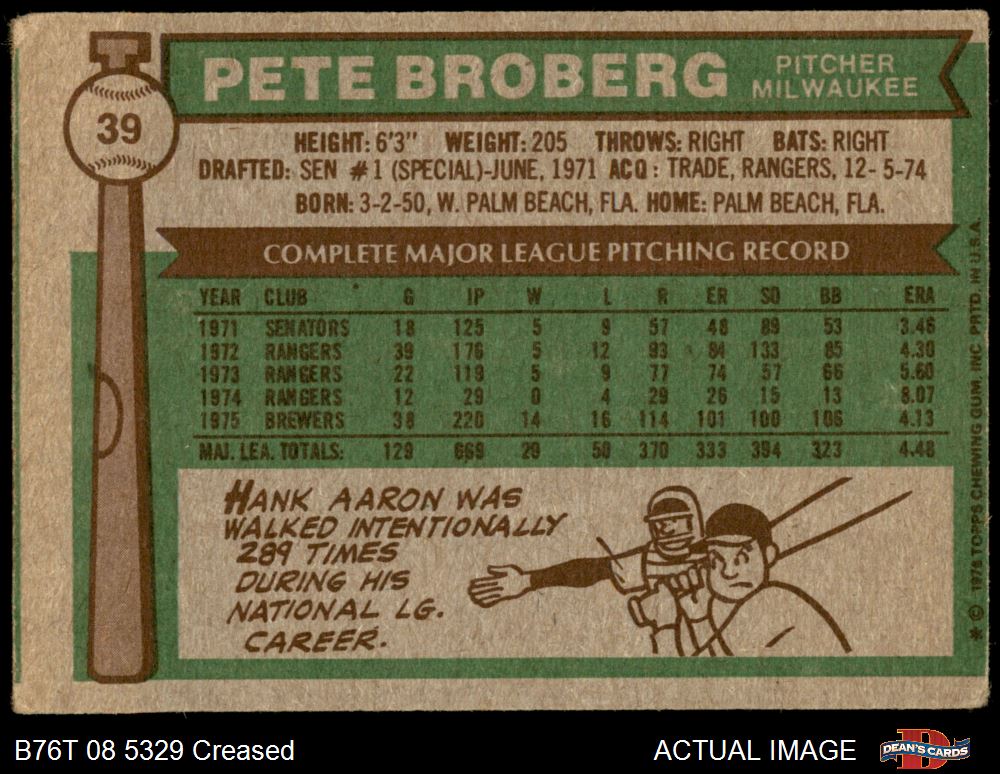 39
PETE BROBERG
PITCHER
MILWAUKEE
HEIGHT: 6'3" WEIGHT: 205 THROWS: RIGHT BATS: RIGHT
DRAFTED: SEN #1 (SPECIAL)-JUNE, 1971 ACQ: TRADE, RANGERS, 12-5-74
BORN: 3-2-50, W. PALM BEACH, FLA. HOME: PALM BEACH, FLA.
COMPLETE MAJOR LEAGUE PITCHING RECORD
YEAR CLUB G IP W L R ER SO BB ERA
1971 SENATORS 18 125 5 9 57 48 89 53 3.46
1972 RANGERS 39 176 5 12 93 84 133 85 4.30
1973 RANGERS 22 119 5 9 77 74 57 66 5.60
1974 RANGERS 12 29 0 4 29 26 15 13 8.07
1975 BREWERS 38 220 14 16 114 101 100 106 4.13
MAJ. LEA. TOTALS: 129 669 29 50 370 333 394 323 4.48
HANK AARON WAS
WALKED INTENTIONALLY
289 TIMES
DURING HIS
NATIONAL LG.
CAREER.
* © 1976 TOPPS CHEWING GUM, INC PRTD. IN U.S.A.
B76T 08 5329 Creased
ACTUAL IMAGE
DEAN'S CARDS